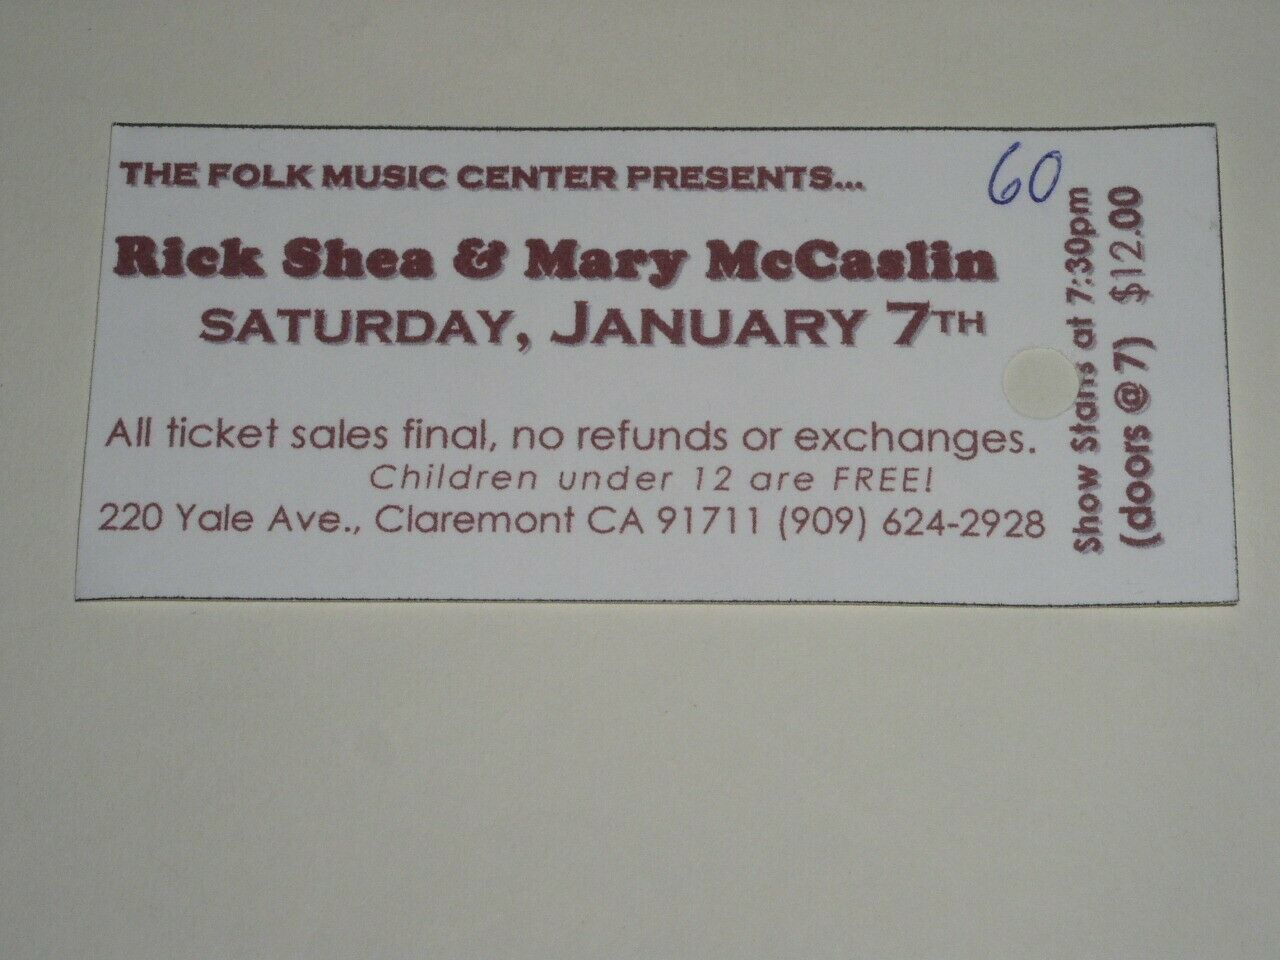 THE FOLK MUSIC CENTER PRESENTS...
60
Rick Shea & Mary McCaslin
SATURDAY, JANUARY 7TH
All ticket sales final, no refunds or exchanges.
Children under 12 are FREE!
220 Yale Ave., Claremont CA 91711 (909) 624-2928
Show Starts at 7:30pm
(doors @ 7) $12.00